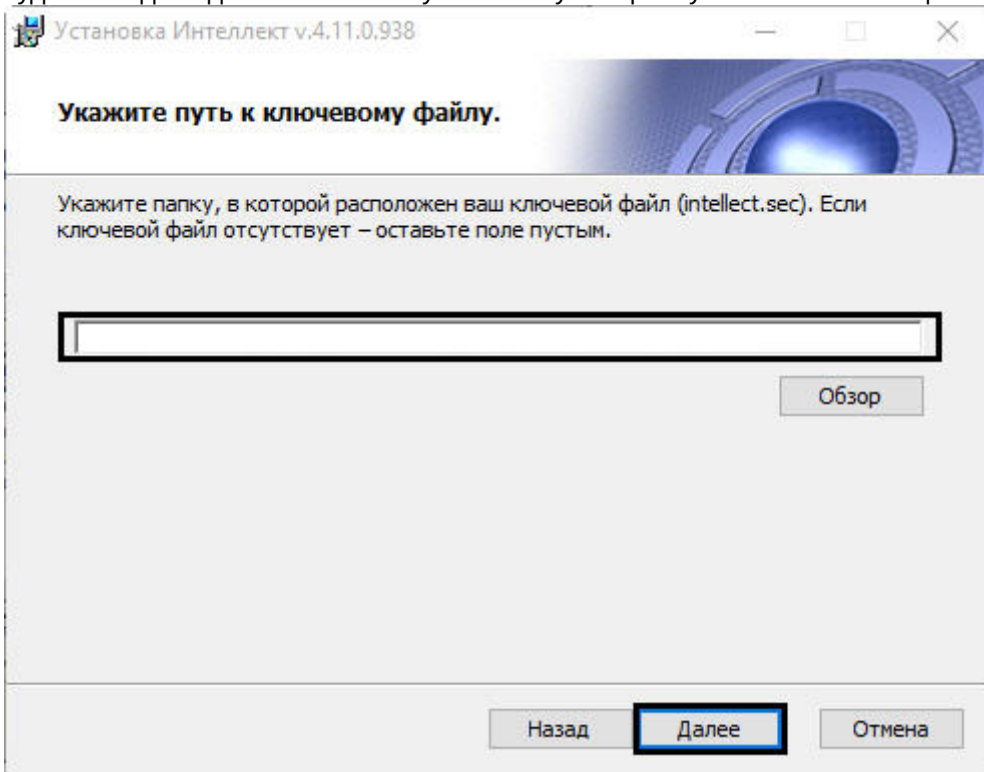 Установка Интеллект v.4.11.0.938
Укажите путь к ключевому файлу.
Укажите папку, в которой расположен ваш ключевой файл (intellect.sec). Если
ключевой файл отсутствует – оставьте поле пустым.
Обзор
Назад
Далее
Отмена